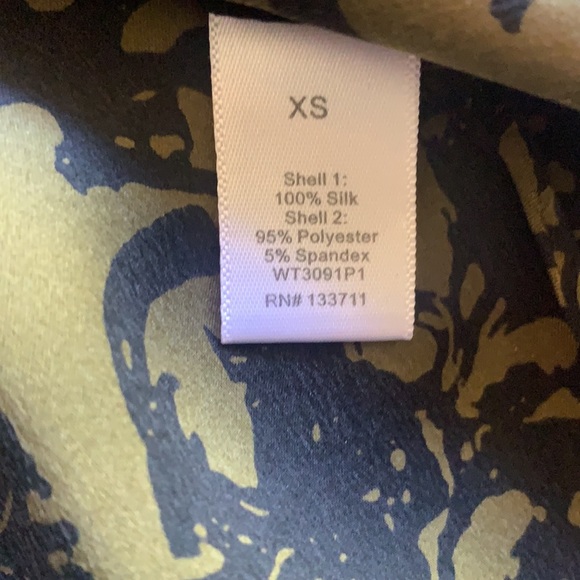 XS
Shell 1:
100% Silk
Shell 2:
95% Polyester
5% Spandex
WT3091P1
RN# 133711